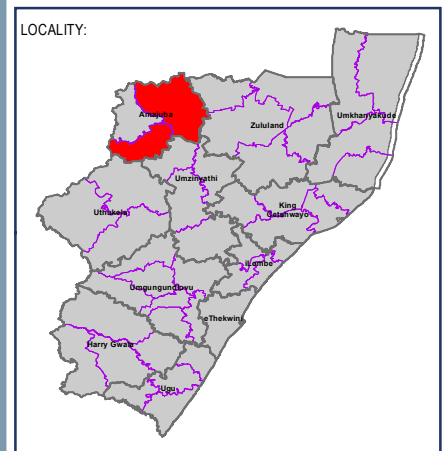 LOCALITY:
Amajuba
Zululand
Umkhanyakude
Umzinyathi
King
Cetshwayo
Uthukela
iLembe
Umgungundlovu
eThekwini
Harry Gwala
Ugu